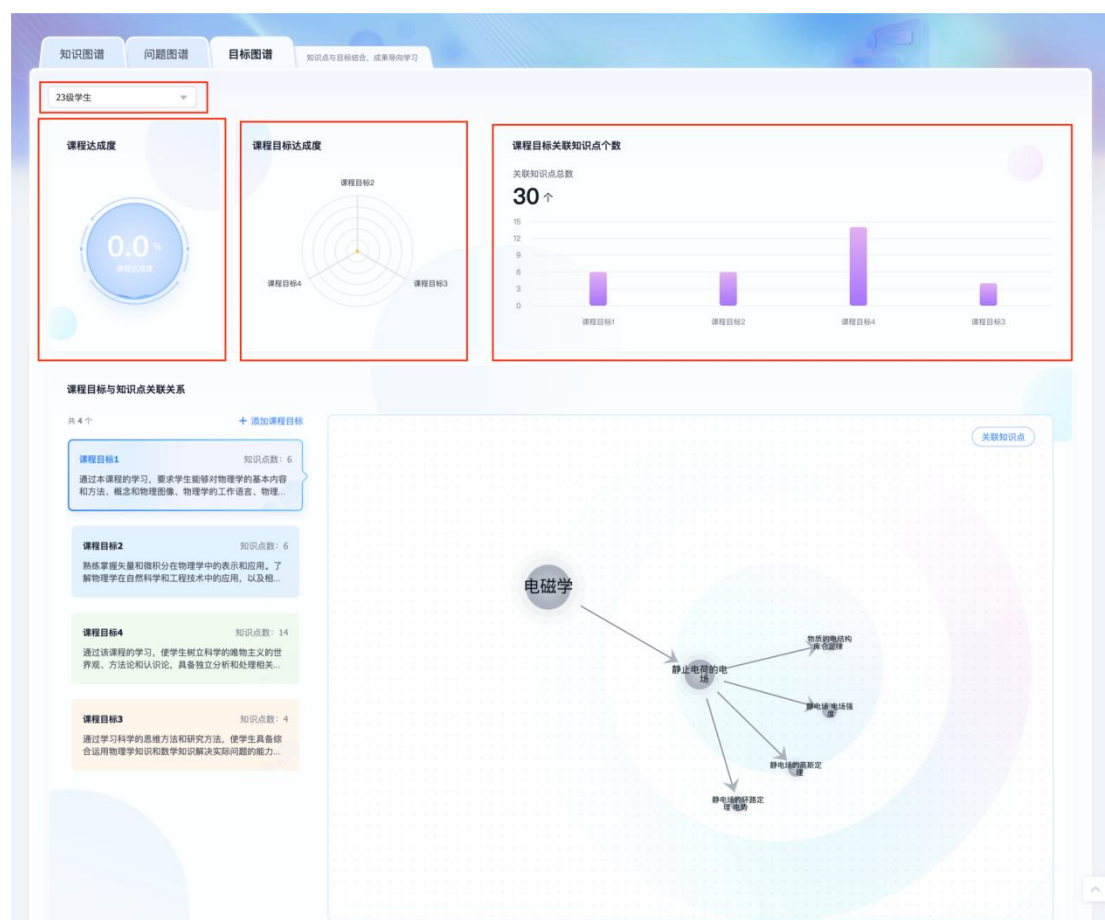 知识图谱
问题图谱
目标图谱
知识点与目标结合，成果导向学习
23级学生
课程达成度
0.0 %
课程达成度
课程目标达成度
课程目标2
课程目标4
课程目标3
课程目标关联知识点个数
关联知识点总数
30 个
15
12
9
6
3
0
课程目标1
课程目标2
课程目标4
课程目标3
课程目标与知识点关联关系
共 4 个
+ 添加课程目标
课程目标1
知识点数：6
通过本课程的学习，要求学生能够对物理学的基本内容
和方法、概念和物理图像、物理学的工作语言、物理...
课程目标2
知识点数：6
熟练掌握矢量和微积分在物理学中的表示和应用。了
解物理学在自然科学和工程技术中的应用，以及相...
课程目标4
知识点数：14
通过该课程的学习，使学生树立科学的唯物主义的世
界观、方法论和认识论，具备独立分析和处理相关...
课程目标3
知识点数：4
通过学习科学的思维方法和研究方法，使学生具备综
合运用物理学知识和数学知识解决实际问题的能力...
关联知识点
电磁学
静止电荷的电
场
物质的电结构
库仑定律
静电场 电场强
度
静电场的高斯定
理
静电场的环路定
理 电势